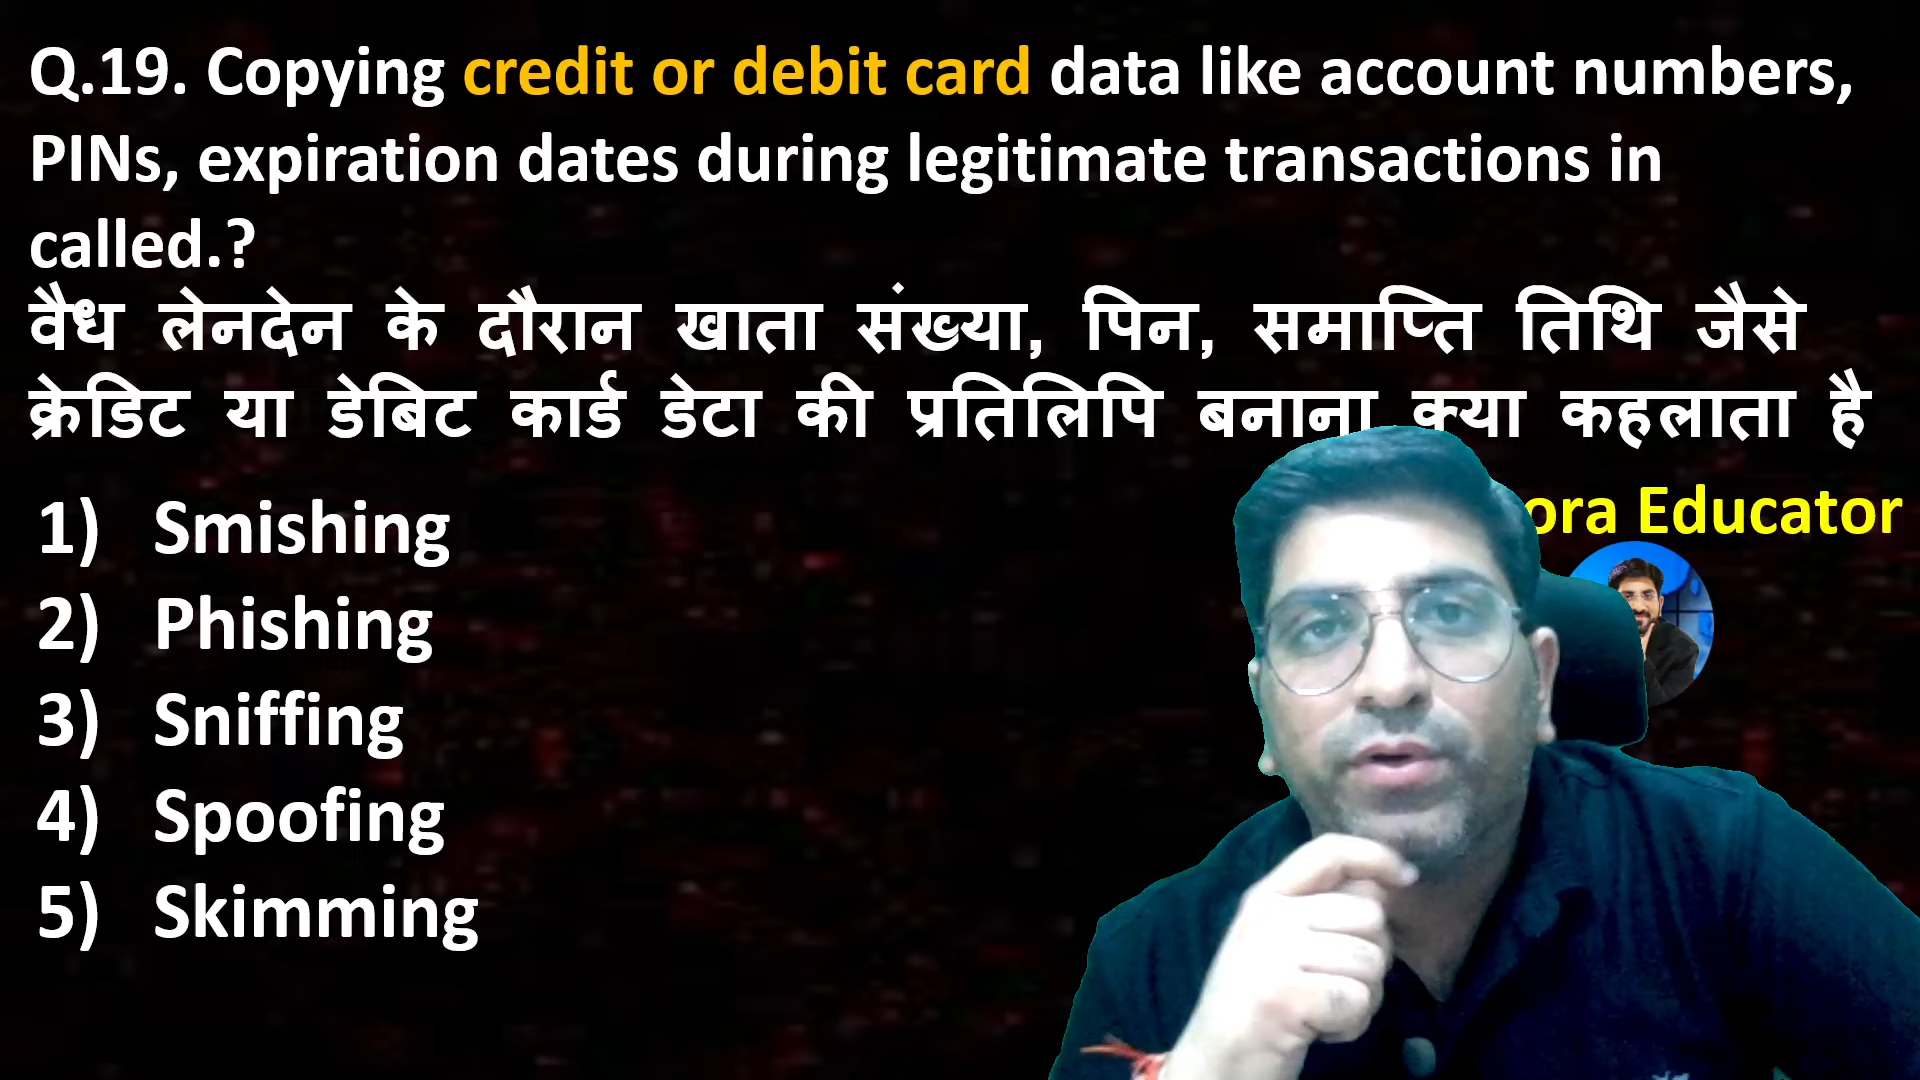 Q.19. Copying credit or debit card data like account numbers,
PINs, expiration dates during legitimate transactions in
called.?
वैध लेनदेन के दौरान खाता संख्या, पिन, समाप्ति तिथि जैसे
क्रेडिट या डेबिट कार्ड डेटा की प्रतिलिपि बनाना क्या कहलाता है
ora Educator
1) Smishing
2) Phishing
3) Sniffing
4) Spoofing
5) Skimming